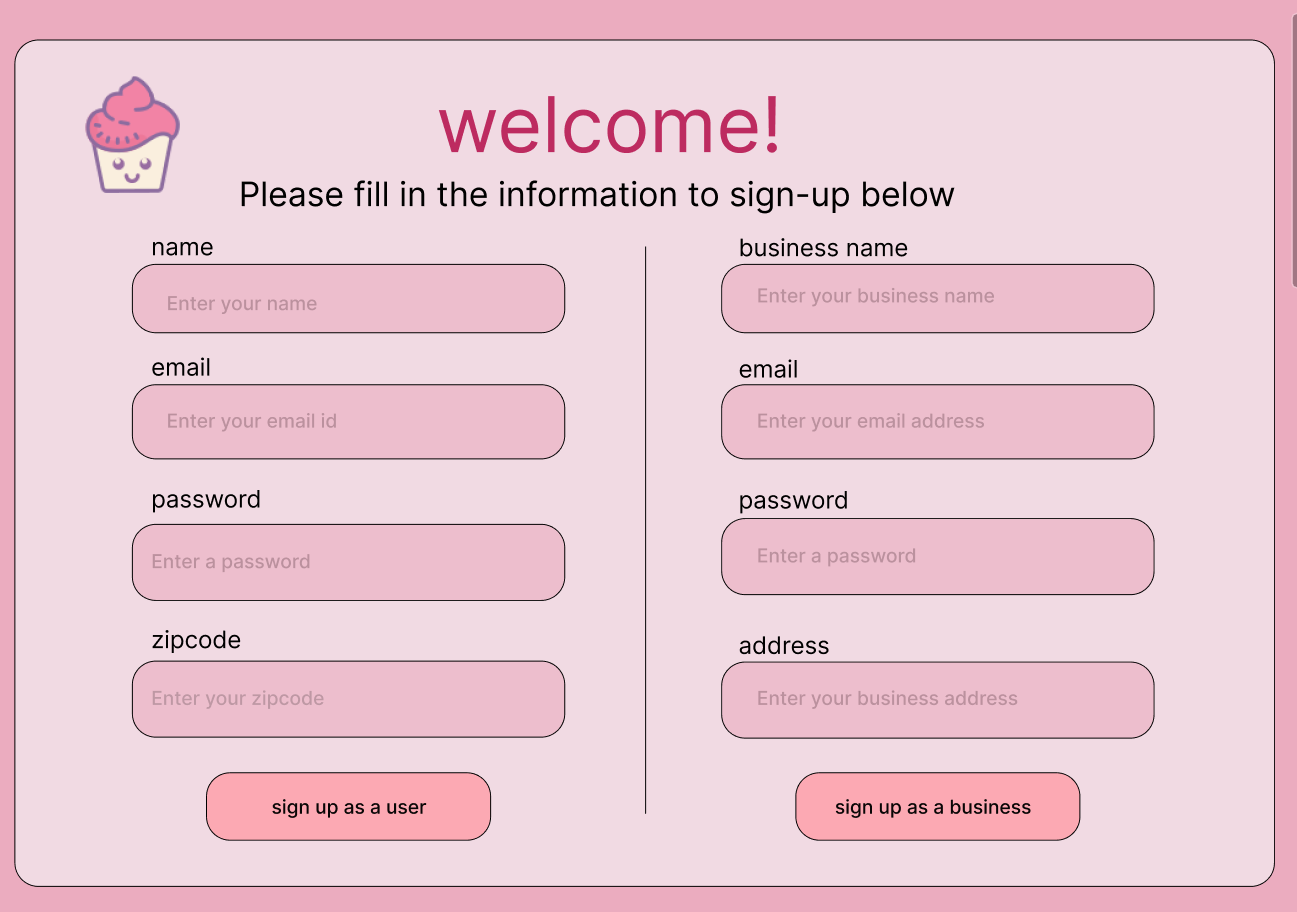 welcome!
Please fill in the information to sign-up below
name
Enter your name
email
Enter your email id
password
Enter a password
zipcode
Enter your zipcode
sign up as a user
business name
Enter your business name
email
Enter your email address
password
Enter a password
address
Enter your business address
sign up as a business